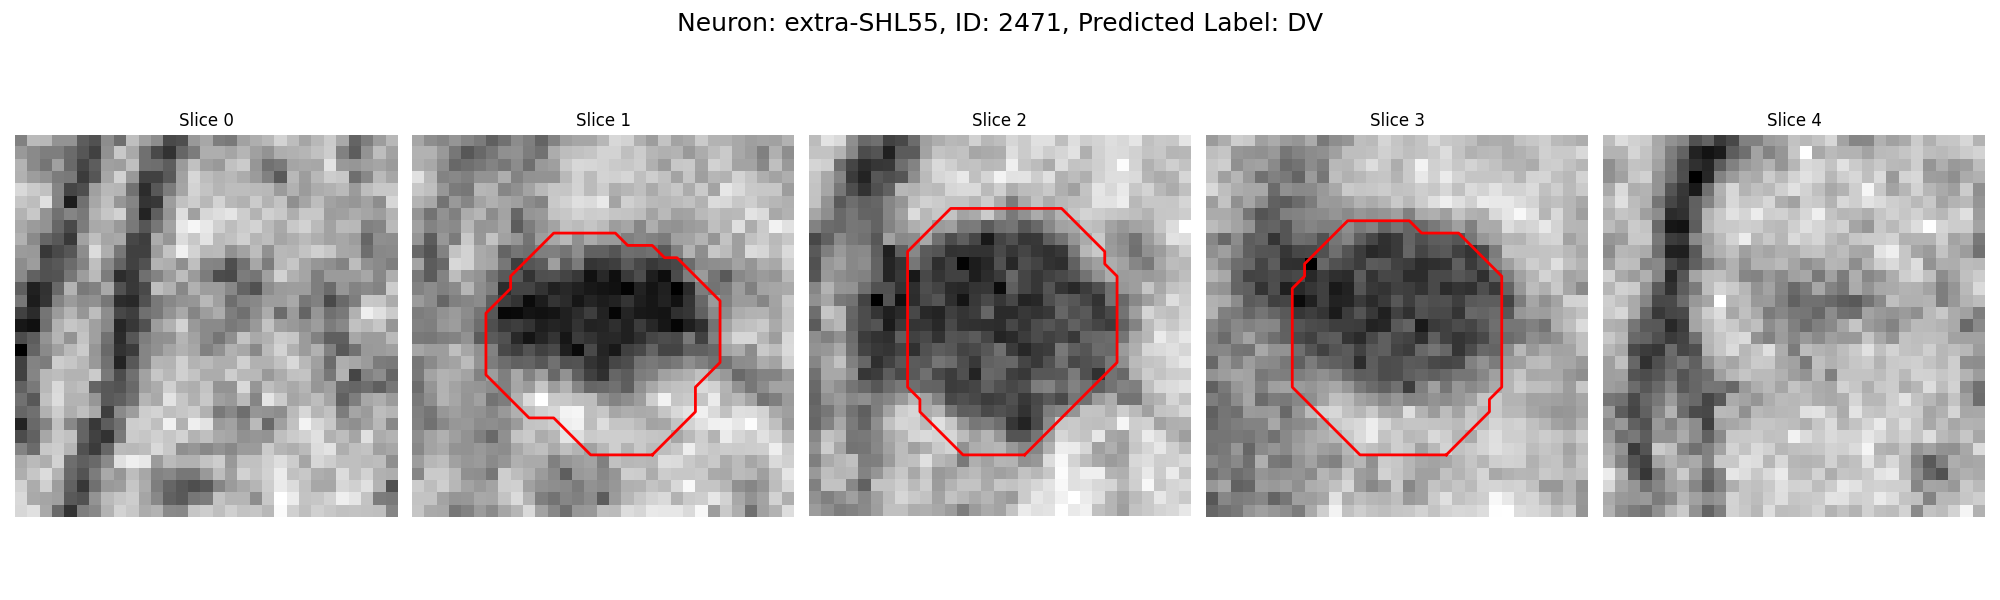 Neuron: extra-SHL55, ID: 2471, Predicted Label: DV
Slice 0
Slice 1
Slice 2
Slice 3
Slice 4